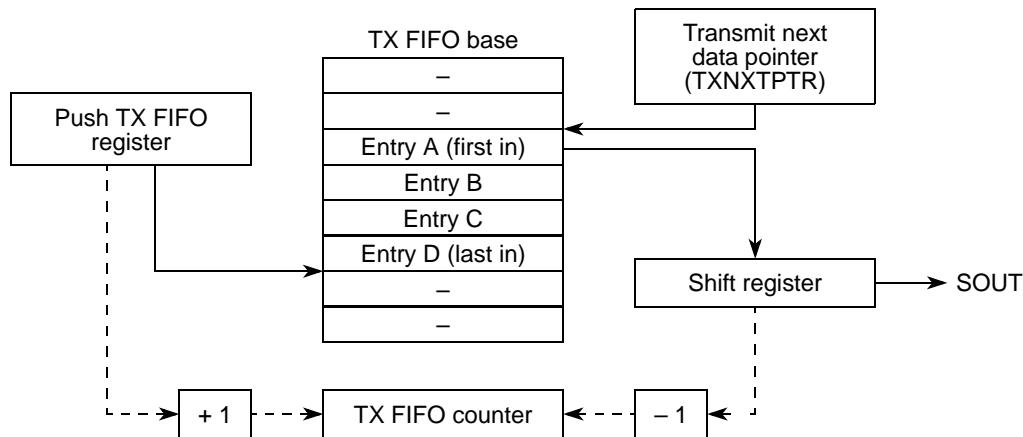 TX FIFO base
Transmit next
data pointer
(TXNXTPTR)
Push TX FIFO
register
–
–
Entry A (first in)
Entry B
Entry C
Entry D (last in)
–
–
Shift register
SOUT
+ 1
TX FIFO counter
– 1